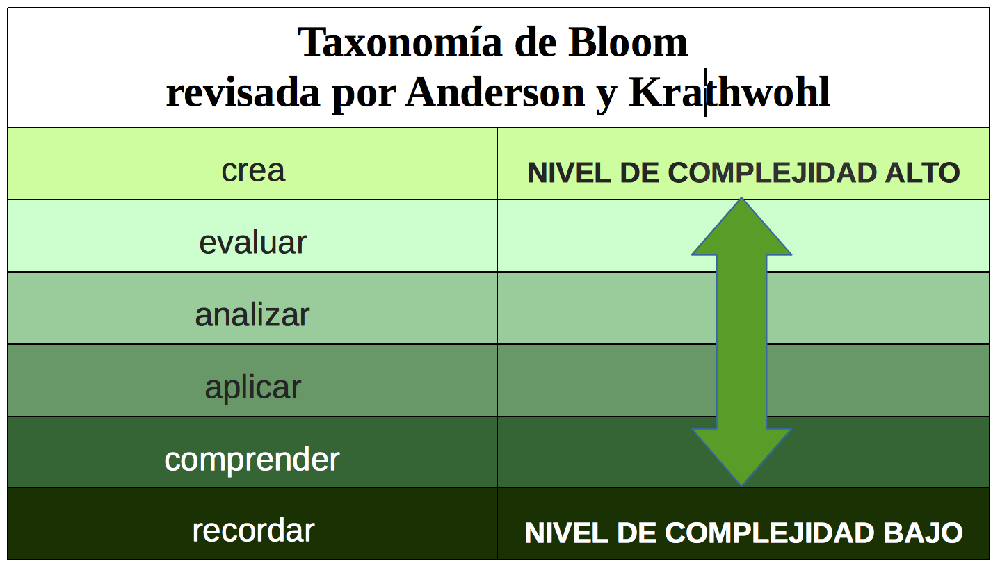 Taxonomía de Bloom
revisada por Anderson y Krathwohl
crea
NIVEL DE COMPLEJIDAD ALTO
evaluar
analizar
aplicar
comprender
recordar
NIVEL DE COMPLEJIDAD BAJO